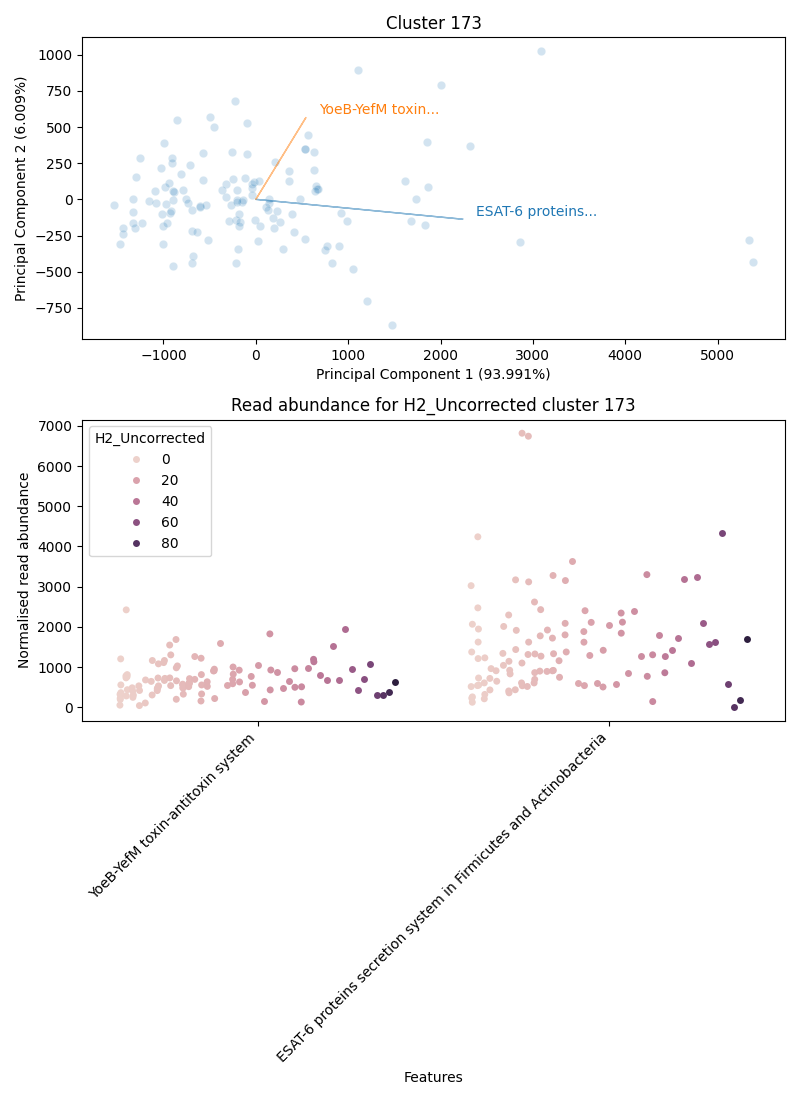 Cluster 173
1000
750
500
250
0
−250
−500
−750
Principal Component 2 (6.009%)
YoeB-YefM toxin...
ESAT-6 proteins...
−1000
0
1000
2000
3000
4000
5000
Principal Component 1 (93.991%)
Read abundance for H2_Uncorrected cluster 173
7000
6000
5000
4000
3000
2000
1000
0
Normalised read abundance
H2_Uncorrected
0
20
40
60
80
YoeB-YefM toxin-antitoxin system
ESAT-6 proteins secretion system in Firmicutes and Actinobacteria
Features